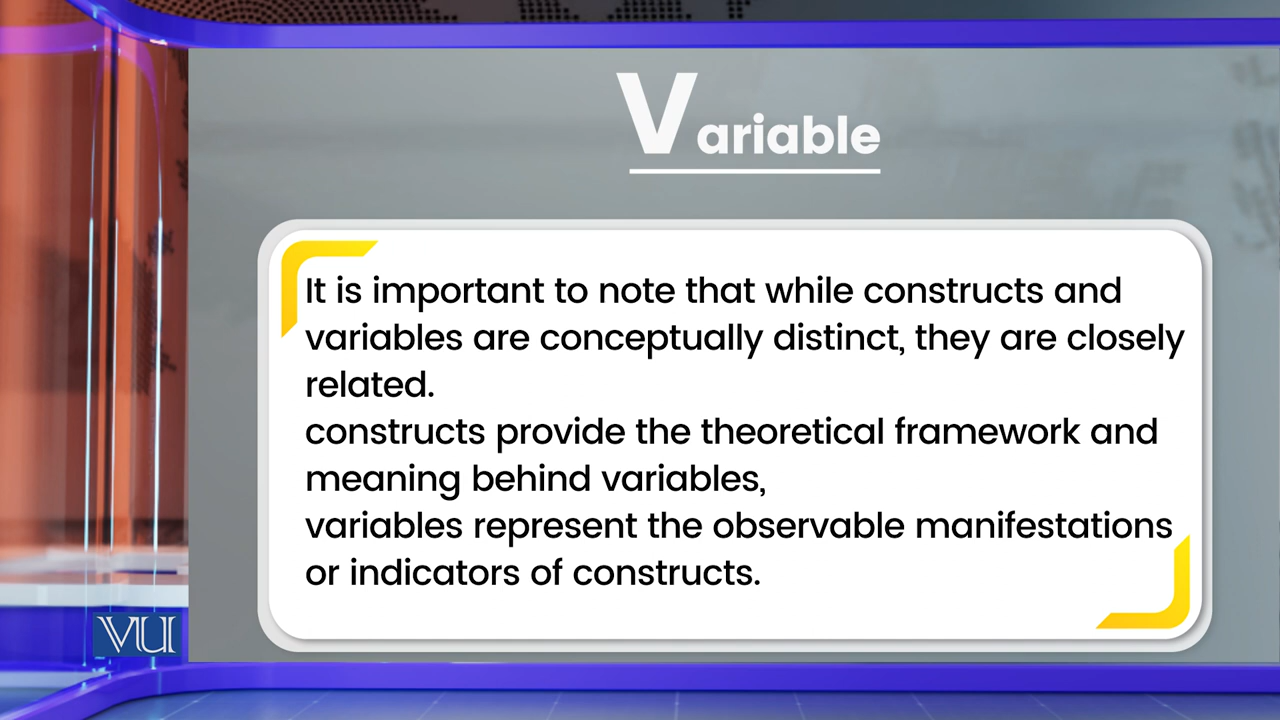 Variable
It is important to note that while constructs and
variables are conceptually distinct, they are closely
related.
constructs provide the theoretical framework and
meaning behind variables,
variables represent the observable manifestations
or indicators of constructs.
VU